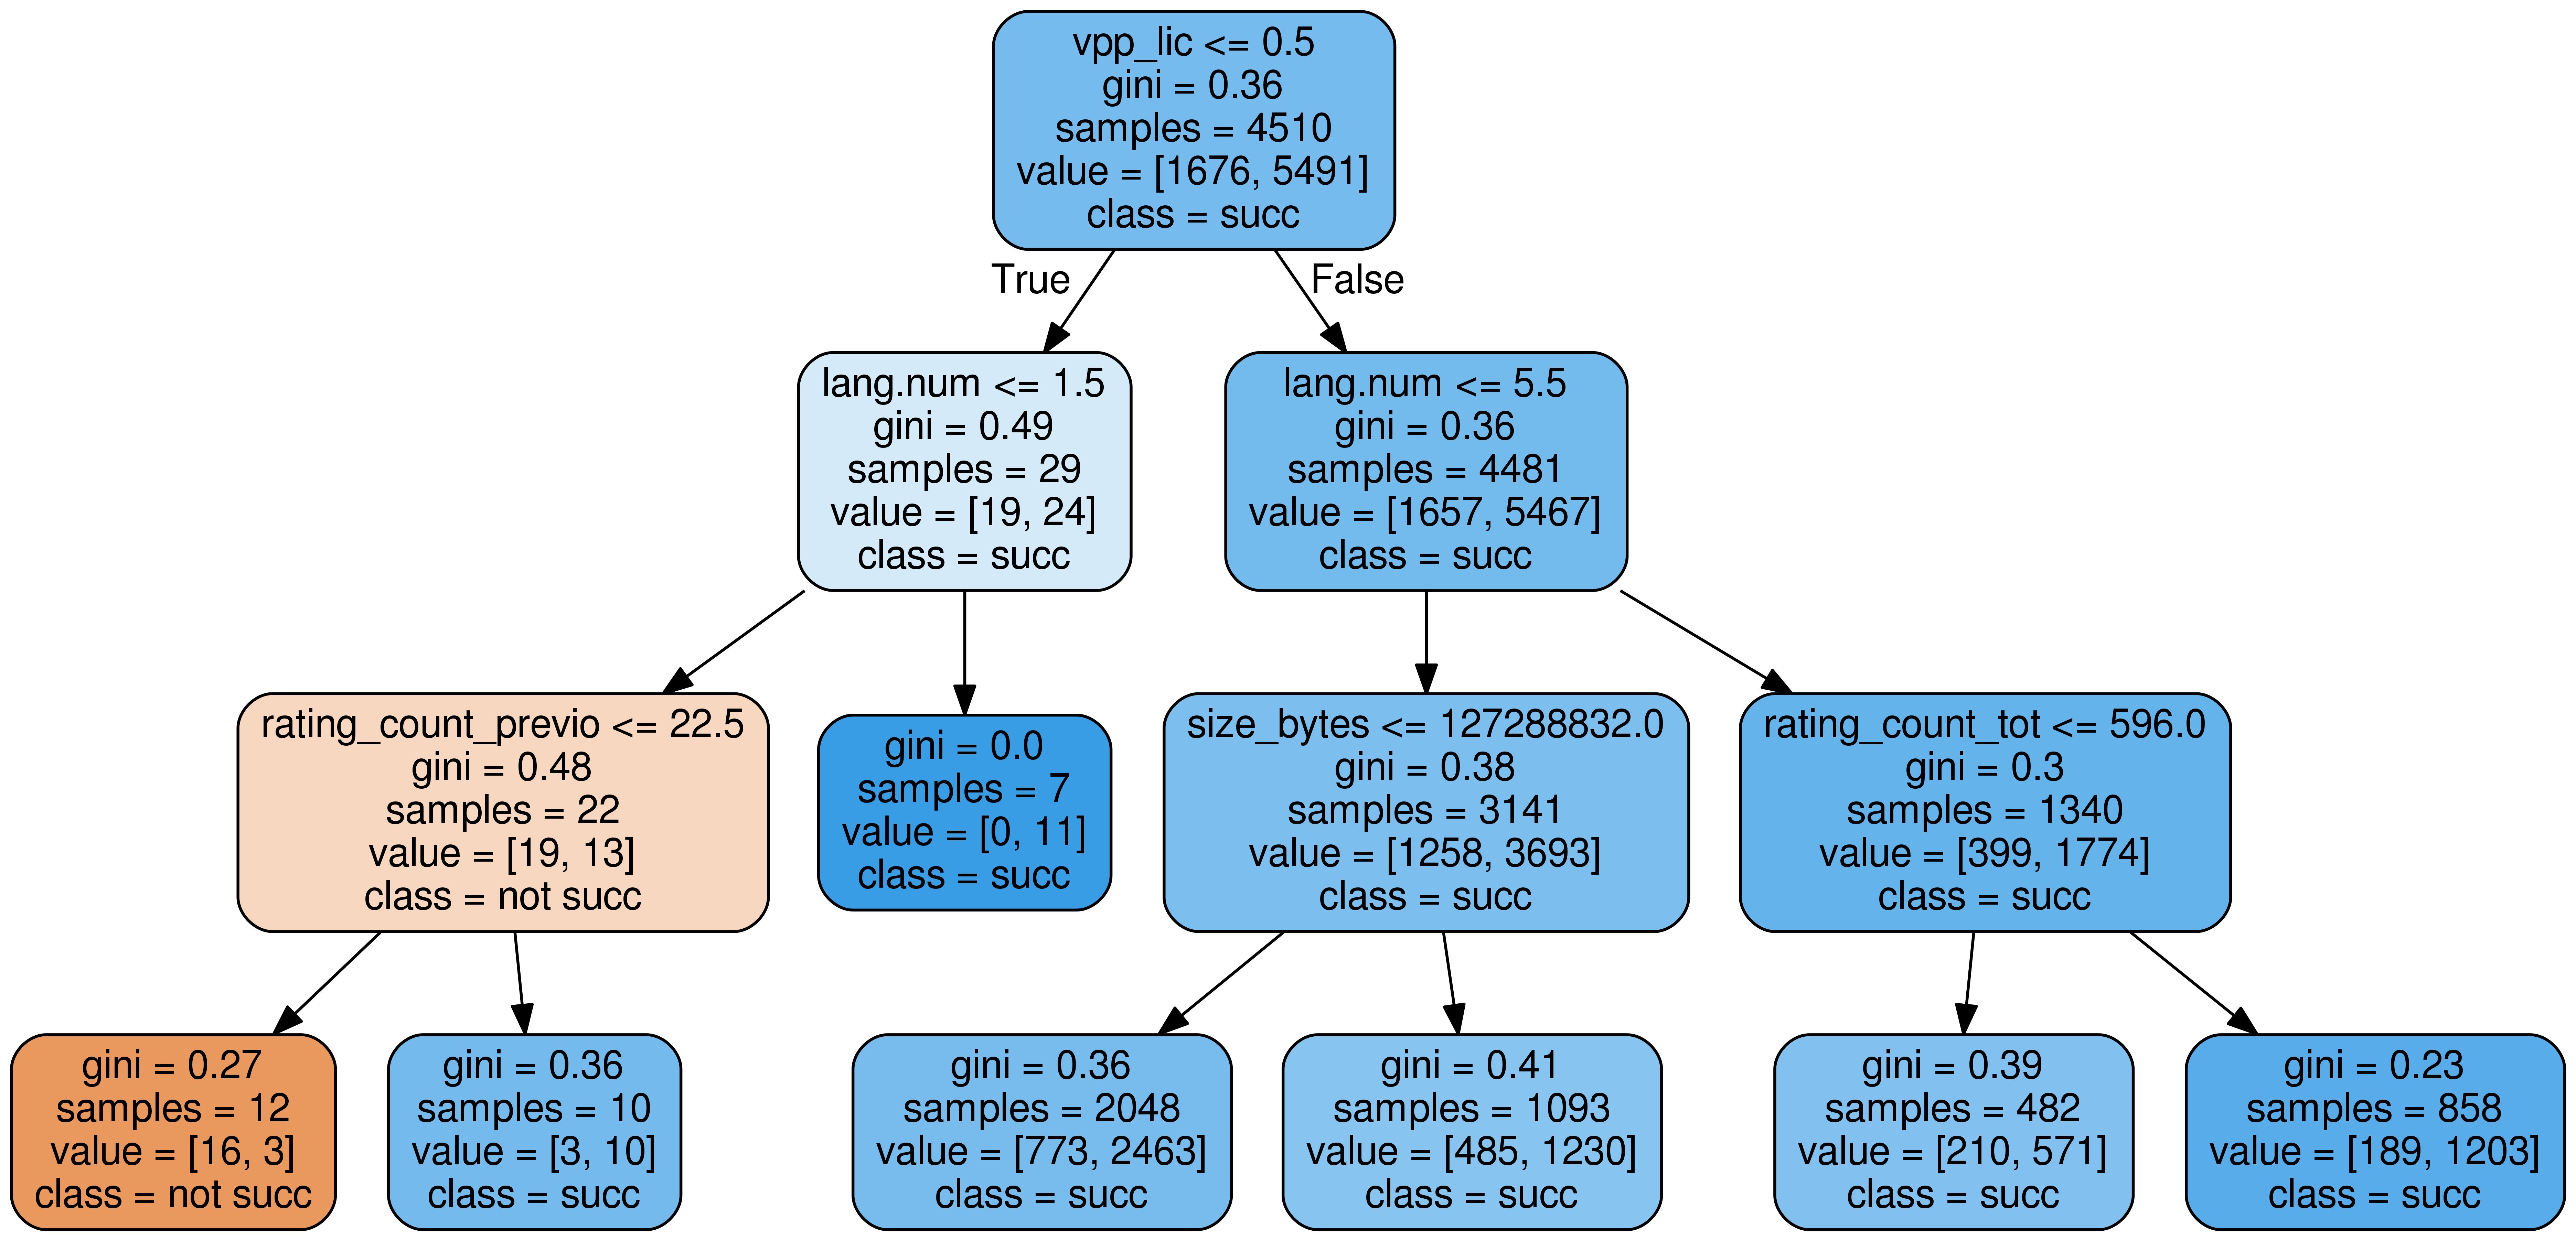 vpp_lic <= 0.5
gini = 0.36
samples = 4510
value = [1676, 5491]
class = succ
True
False
lang.num <= 1.5
gini = 0.49
samples = 29
value = [19, 24]
class = succ
lang.num <= 5.5
gini = 0.36
samples = 4481
value = [1657, 5467]
class = succ
rating_count_previo <= 22.5
gini = 0.48
samples = 22
value = [19, 13]
class = not succ
gini = 0.0
samples = 7
value = [0, 11]
class = succ
size_bytes <= 127288832.0
gini = 0.38
samples = 3141
value = [1258, 3693]
class = succ
rating_count_tot <= 596.0
gini = 0.3
samples = 1340
value = [399, 1774]
class = succ
gini = 0.27
samples = 12
value = [16, 3]
class = not succ
gini = 0.36
samples = 10
value = [3, 10]
class = succ
gini = 0.36
samples = 2048
value = [773, 2463]
class = succ
gini = 0.41
samples = 1093
value = [485, 1230]
class = succ
gini = 0.39
samples = 482
value = [210, 571]
class = succ
gini = 0.23
samples = 858
value = [189, 1203]
class = succ